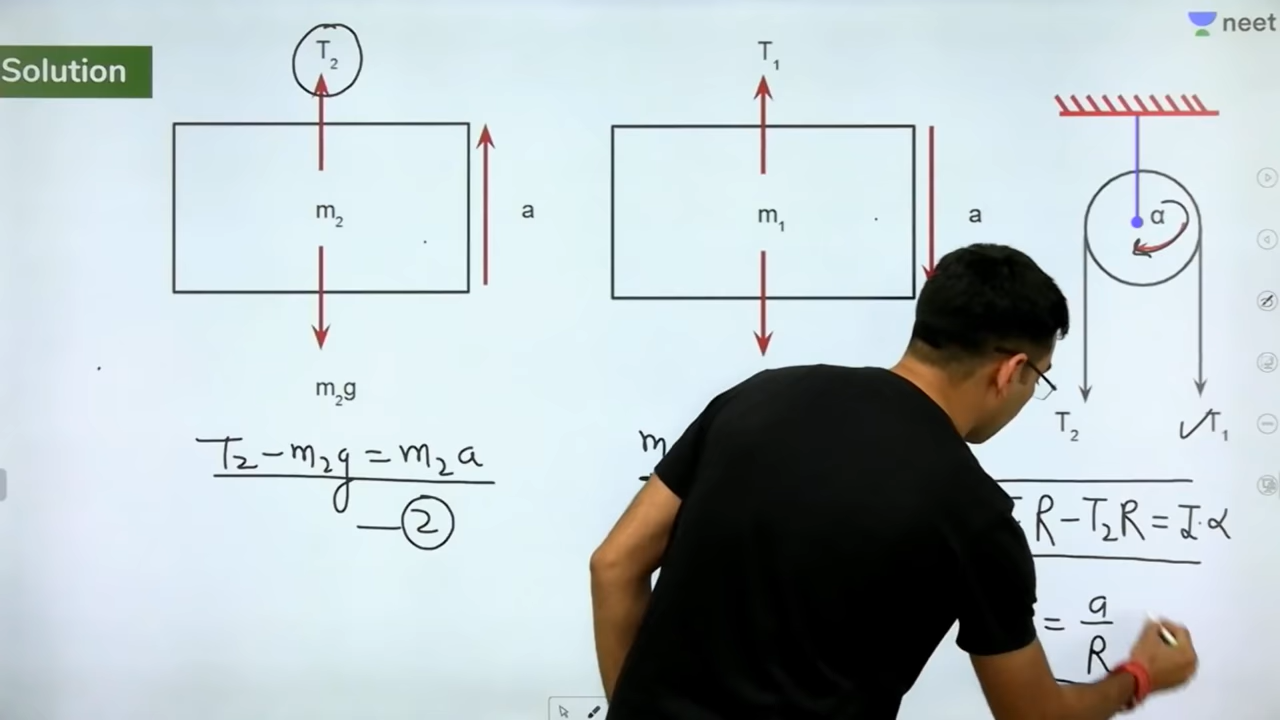 neet
Solution
T₂
T₁
m₂
a
m₁
a
α
m₂g
T₂
T₁
T₂ - m₂g = m₂a
m
R - T₂R = I·α
2
= a/R